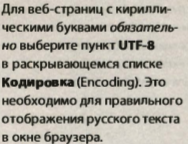 Для веб-страниц с кирилли-
ческими буквами обязатель-
но выберите пункт UTF-8
в раскрывающемся списке
Кодировка (Encoding). Это
необходимо для правильного
отображения русского текста
в окне браузера.